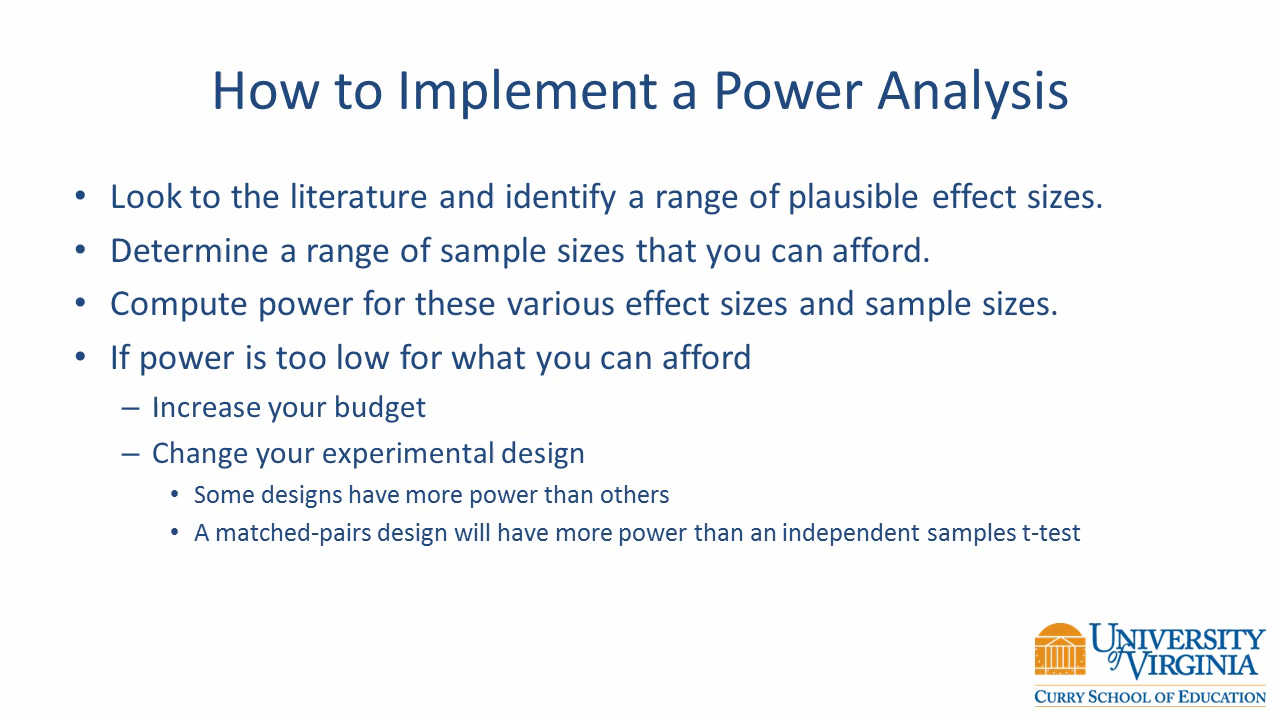 How to Implement a Power Analysis
• Look to the literature and identify a range of plausible effect sizes.
• Determine a range of sample sizes that you can afford.
• Compute power for these various effect sizes and sample sizes.
• If power is too low for what you can afford
– Increase your budget
– Change your experimental design
• Some designs have more power than others
• A matched-pairs design will have more power than an independent samples t-test
UNIVERSITY
of VIRGINIA
CURRY SCHOOL OF EDUCATION